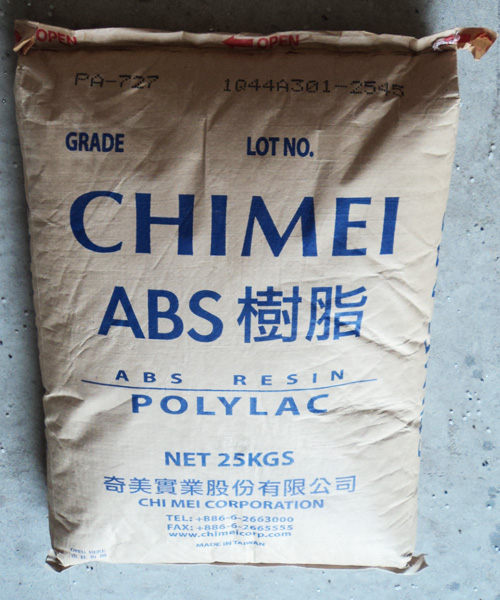 OPEN OPEN
PA-727 1Q44A301-2545
GRADE LOT NO.
CHIMEI
ABS 樹脂
ABS RESIN
POLYLAC
NET 25KGS
奇美實業股份有限公司
CHI MEI CORPORATION
TEL: +886-6-2663000
FAX: +886-6-2665555
www.chimeicorp.com
MADE IN TAIWAN